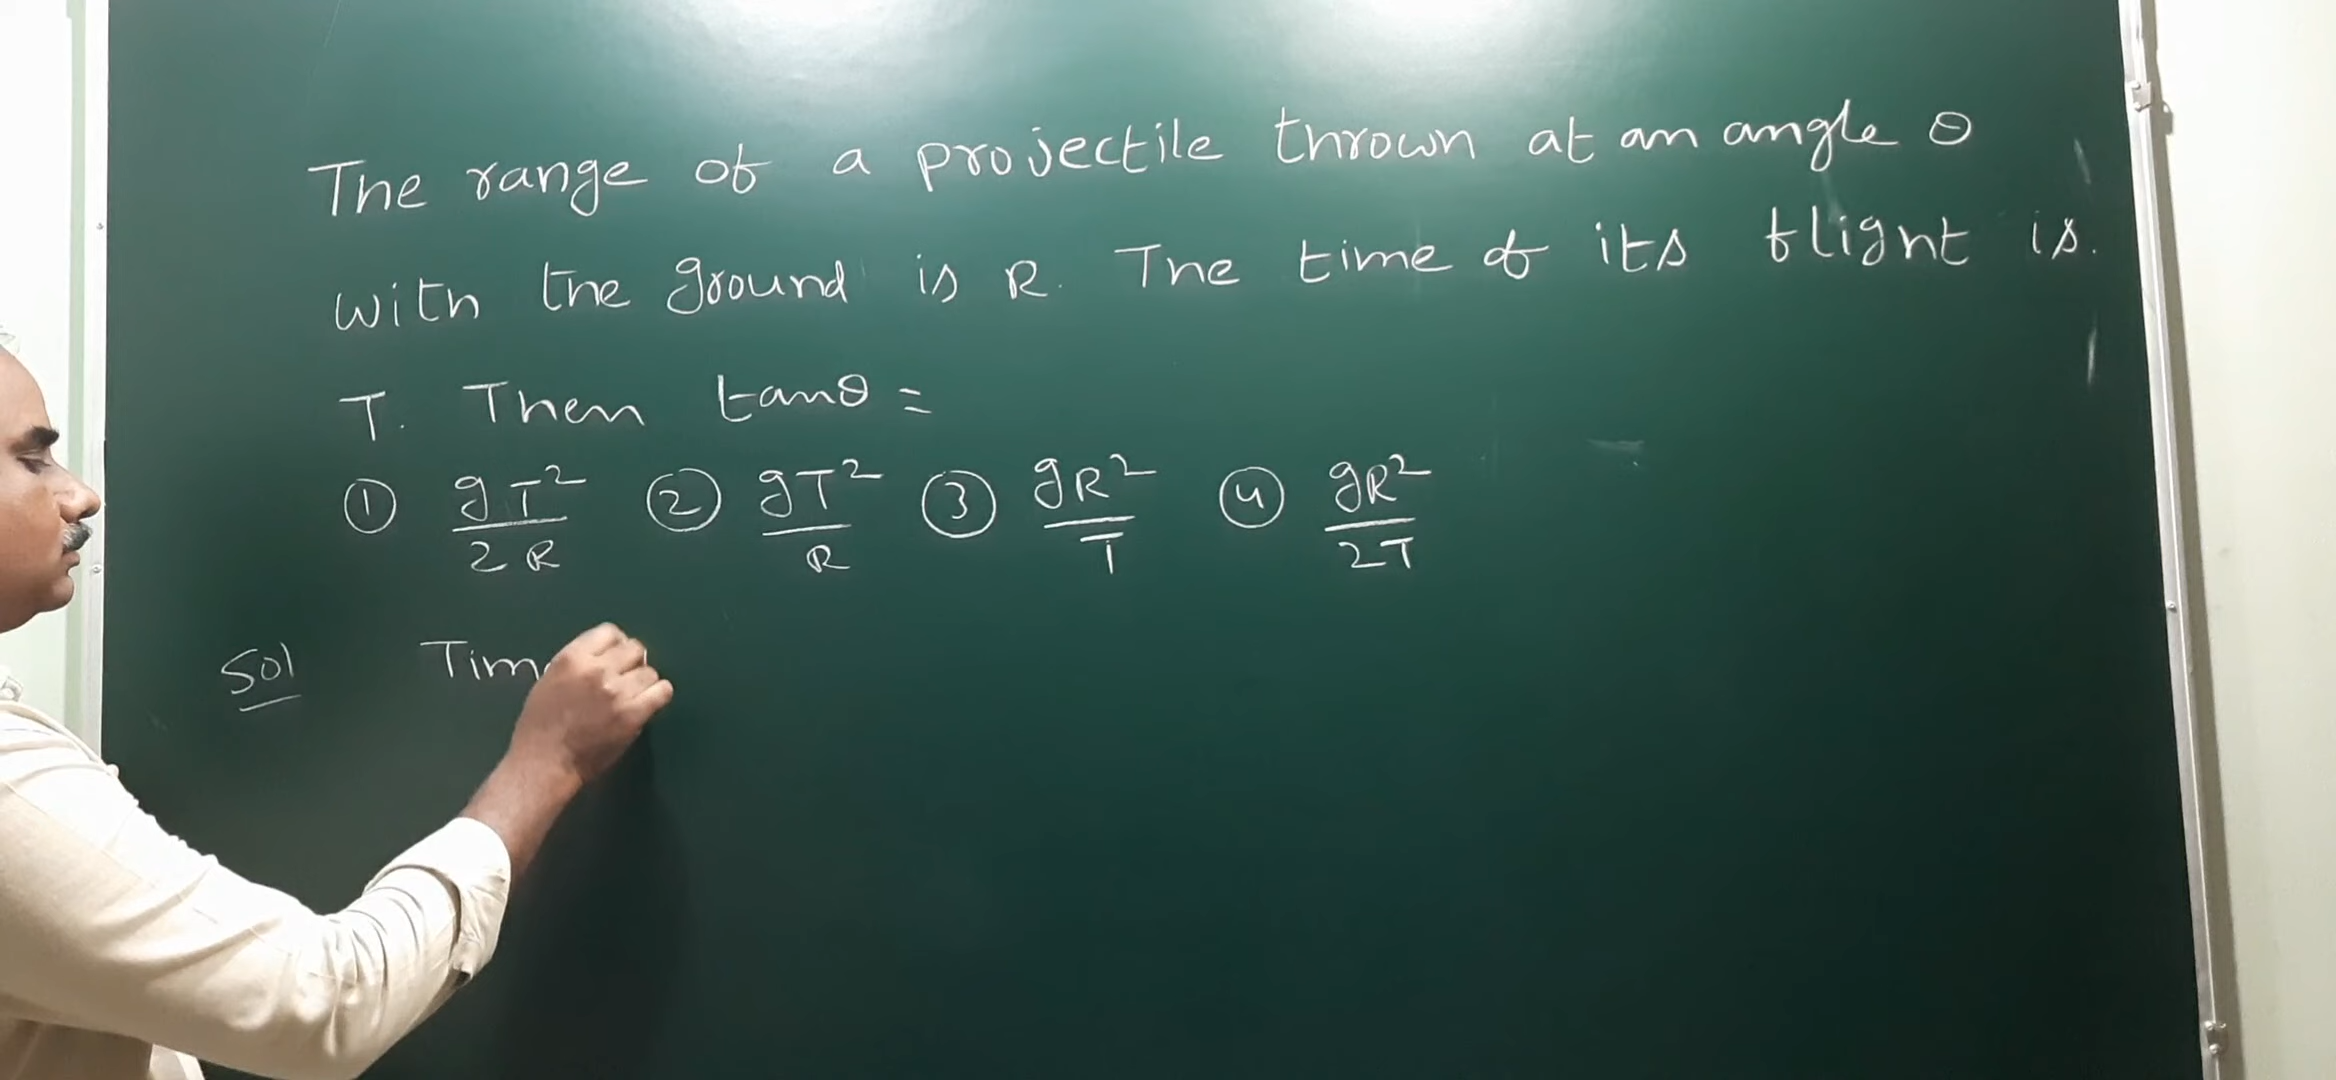 The range of a projectile thrown at an angle θ
with the ground is R. The time of its flight is.
T. Then tanθ =
① gT²/2R ② gT²/R ③ gR²/T ④ gR²/2T
Sol